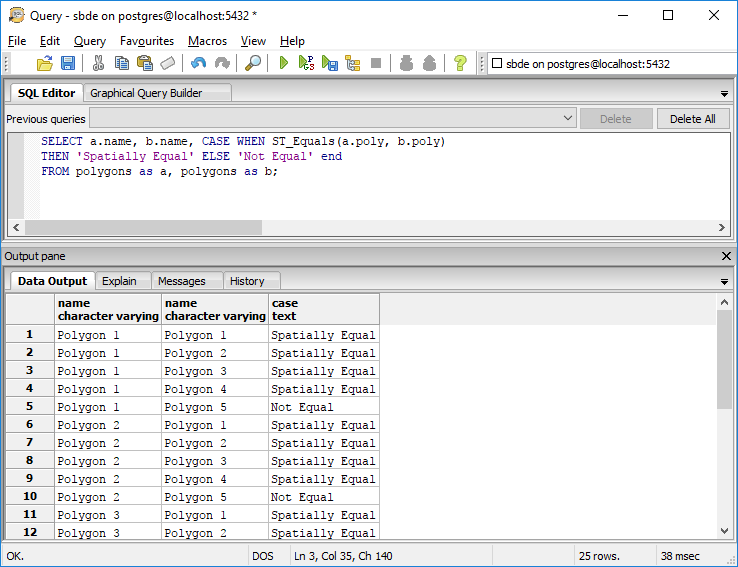 Query - sbde on postgres@localhost:5432 *
File Edit Query Favourites Macros View Help
sbde on postgres@localhost:5432
SQL Editor Graphical Query Builder
Previous queries Delete Delete All
SELECT a.name, b.name, CASE WHEN ST_Equals(a.poly, b.poly)
THEN 'Spatially Equal' ELSE 'Not Equal' end
FROM polygons as a, polygons as b;
Output pane
Data Output Explain Messages History
name name case
character varying character varying text
1 Polygon 1 Polygon 1 Spatially Equal
2 Polygon 1 Polygon 2 Spatially Equal
3 Polygon 1 Polygon 3 Spatially Equal
4 Polygon 1 Polygon 4 Spatially Equal
5 Polygon 1 Polygon 5 Not Equal
6 Polygon 2 Polygon 1 Spatially Equal
7 Polygon 2 Polygon 2 Spatially Equal
8 Polygon 2 Polygon 3 Spatially Equal
9 Polygon 2 Polygon 4 Spatially Equal
10 Polygon 2 Polygon 5 Not Equal
11 Polygon 3 Polygon 1 Spatially Equal
12 Polygon 3 Polygon 2 Spatially Equal
OK. DOS Ln 3, Col 35, Ch 140 25 rows. 38 msec